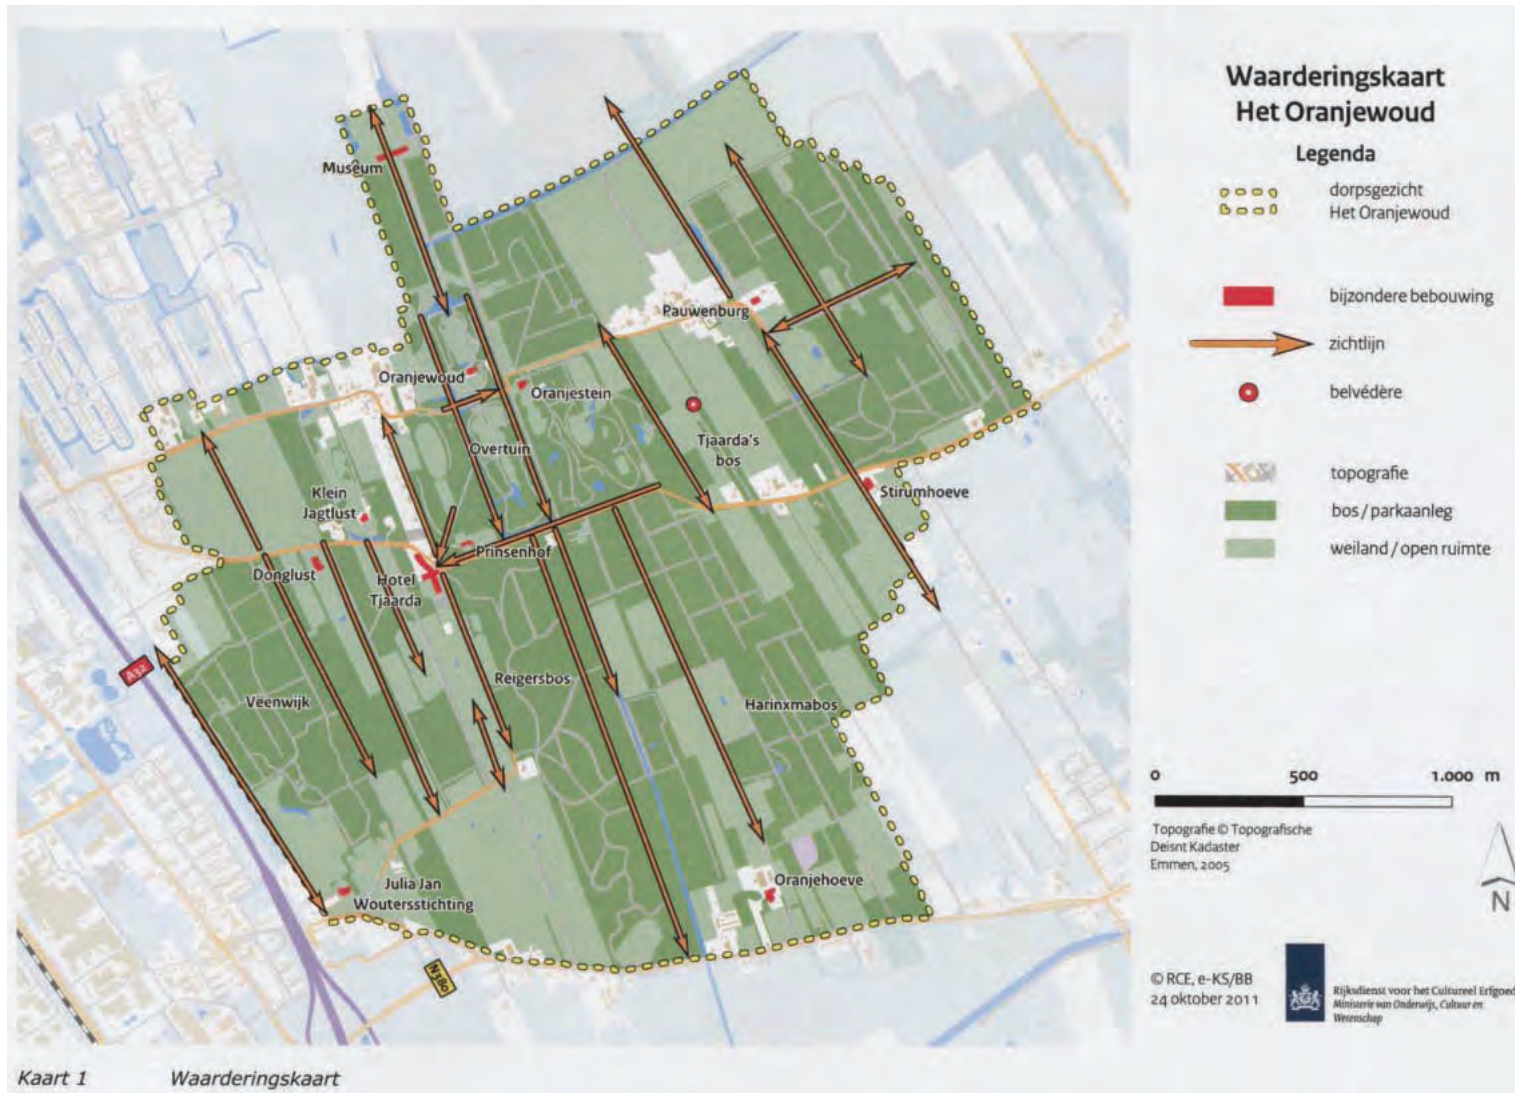 Waarderingskaart
Het Oranjewoud
Legenda
dorpsgezicht
Het Oranjewoud
bijzondere bebouwing
zichtlijn
belvédère
topografie
bos / parkaanleg
weiland / open ruimte
0 500 1.000 m
Topografie © Topografische
Deisnt Kadaster
Emmen, 2005
N
© RCE, e-KS/BB
24 oktober 2011
Rijksdienst voor het Cultureel Erfgoed
Ministerie van Onderwijs, Cultuur en
Wetenschap
Museum
Pauwenburg
Oranjewoud
Oranjestein
Overtuin
Tjaarda's
bos
Klein
Jagtlust
Stirumhoeve
Prinsenhof
Donglust
Hotel
Tjaarda
A32
Veenwijk
Reigersbos
Harinxmabos
Julia Jan
Woutersstichting
Oranjehoeve
N380
Kaart 1 Waarderingskaart